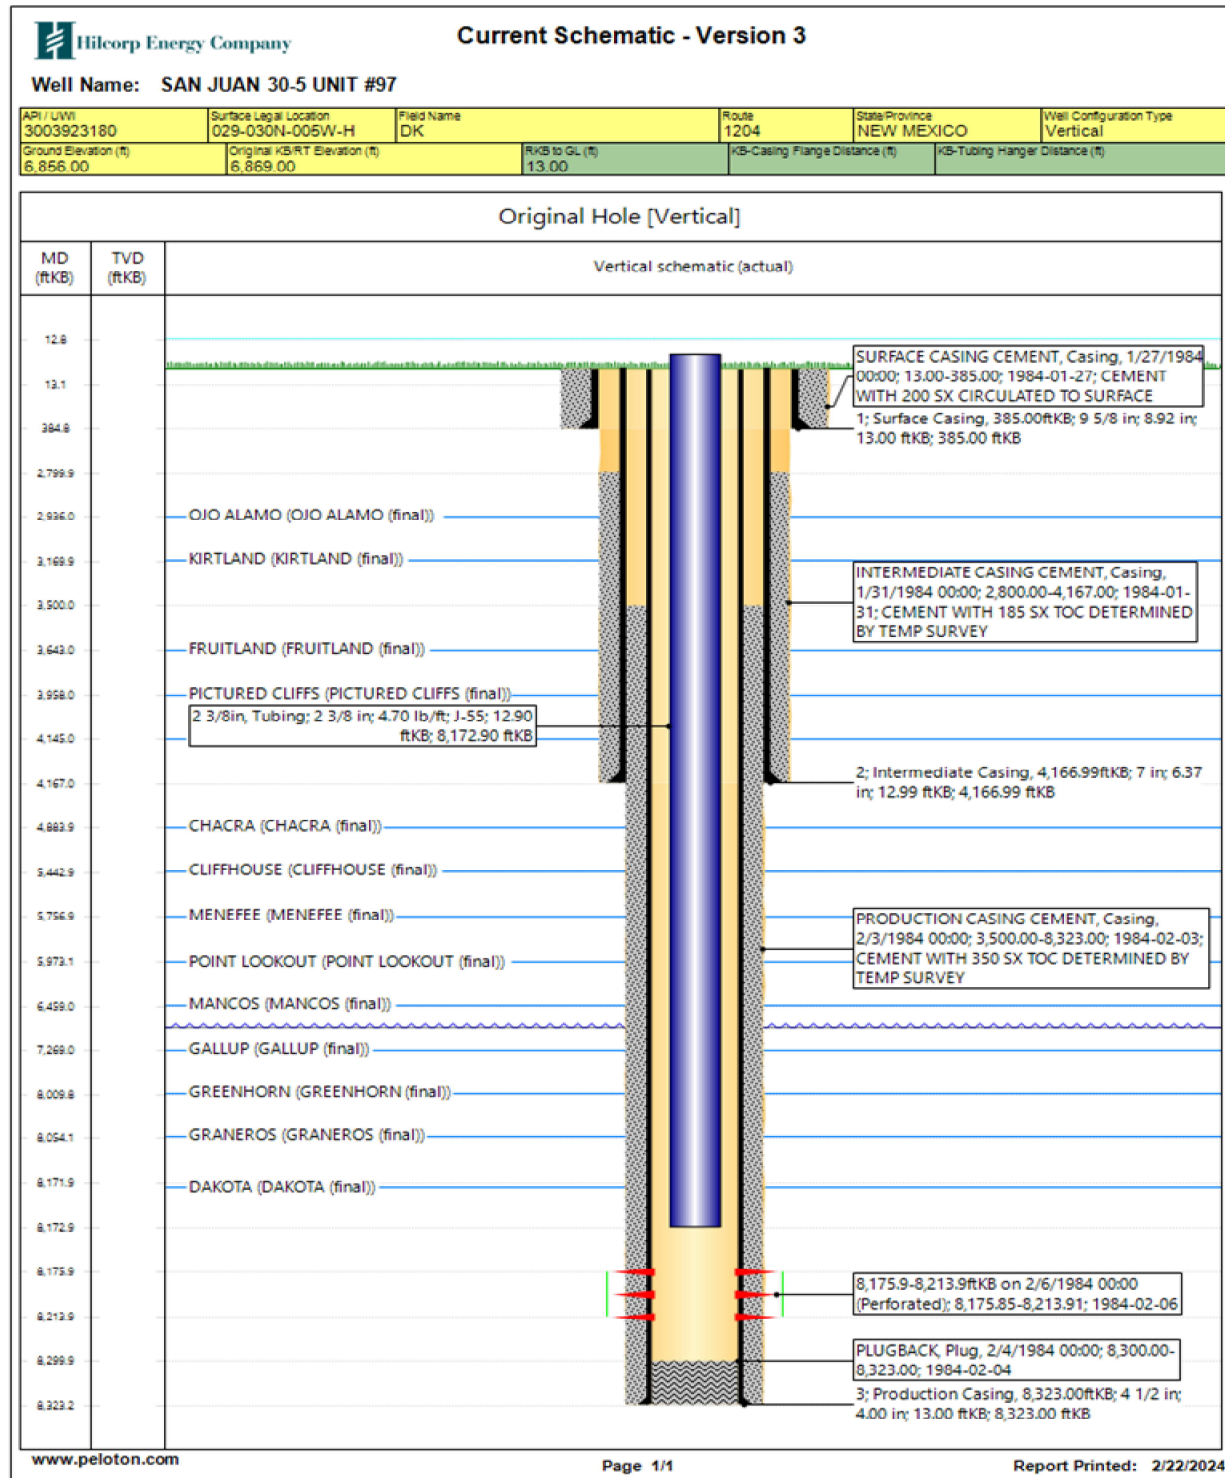 Hilcorp Energy Company
Current Schematic - Version 3
Well Name: SAN JUAN 30-5 UNIT #97
API / UWI
3003923180
Surface Legal Location
029-030N-005W-H
Field Name
DK
Route
1204
State/Province
NEW MEXICO
Well Configuration Type
Vertical
Ground Elevation (ft)
6,856.00
Original KB/RT Elevation (ft)
6,869.00
RKB to GL (ft)
13.00
KB-Casing Flange Distance (ft)
KB-Tubing Hanger Distance (ft)
Original Hole [Vertical]
MD
(ftKB)
TVD
(ftKB)
Vertical schematic (actual)
12.8
SURFACE CASING CEMENT, Casing, 1/27/1984
00:00; 13.00-385.00; 1984-01-27; CEMENT
WITH 200 SX CIRCULATED TO SURFACE
13.1
384.8
1; Surface Casing, 385.00ftKB; 9 5/8 in; 8.92 in;
13.00 ftKB; 385.00 ftKB
2,799.9
2,936.0
OJO ALAMO (OJO ALAMO (final))
3,169.9
KIRTLAND (KIRTLAND (final))
INTERMEDIATE CASING CEMENT, Casing,
1/31/1984 00:00; 2,800.00-4,167.00; 1984-01-
31; CEMENT WITH 185 SX TOC DETERMINED
BY TEMP SURVEY
3,500.0
3,643.0
FRUITLAND (FRUITLAND (final))
3,958.0
PICTURED CLIFFS (PICTURED CLIFFS (final))
2 3/8in, Tubing; 2 3/8 in; 4.70 lb/ft; J-55; 12.90
ftKB; 8,172.90 ftKB
4,145.0
4,167.0
2; Intermediate Casing, 4,166.99ftKB; 7 in; 6.37
in; 12.99 ftKB; 4,166.99 ftKB
4,883.9
CHACRA (CHACRA (final))
5,442.9
CLIFFHOUSE (CLIFFHOUSE (final))
5,756.9
MENEFEE (MENEFEE (final))
PRODUCTION CASING CEMENT, Casing,
2/3/1984 00:00; 3,500.00-8,323.00; 1984-02-03;
CEMENT WITH 350 SX TOC DETERMINED BY
TEMP SURVEY
5,973.1
POINT LOOKOUT (POINT LOOKOUT (final))
6,459.0
MANCOS (MANCOS (final))
7,269.0
GALLUP (GALLUP (final))
8,009.8
GREENHORN (GREENHORN (final))
8,054.1
GRANEROS (GRANEROS (final))
8,171.9
DAKOTA (DAKOTA (final))
8,172.9
8,175.9
8,175.9-8,213.9ftKB on 2/6/1984 00:00
(Perforated); 8,175.85-8,213.91; 1984-02-06
8,213.9
8,299.9
PLUGBACK, Plug, 2/4/1984 00:00; 8,300.00-
8,323.00; 1984-02-04
8,323.2
3; Production Casing, 8,323.00ftKB; 4 1/2 in;
4.00 in; 13.00 ftKB; 8,323.00 ftKB
www.peloton.com
Page 1/1
Report Printed: 2/22/2024